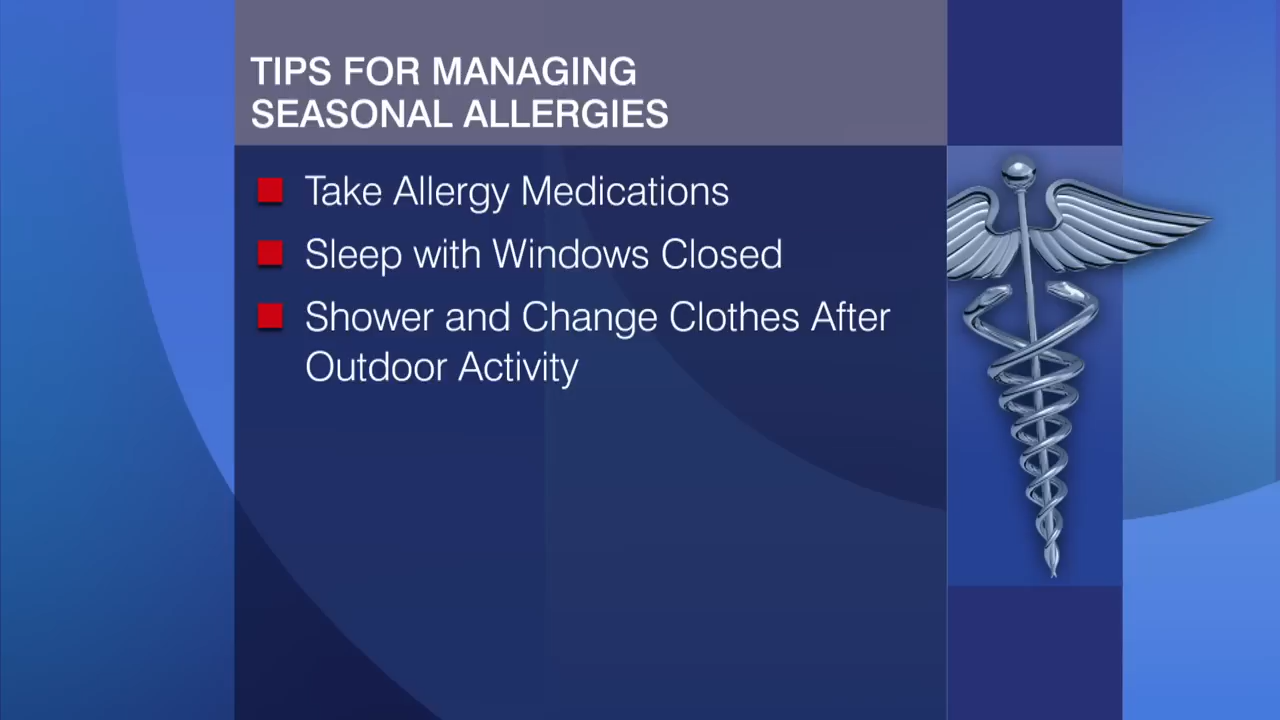 TIPS FOR MANAGING
SEASONAL ALLERGIES
Take Allergy Medications
Sleep with Windows Closed
Shower and Change Clothes After
Outdoor Activity